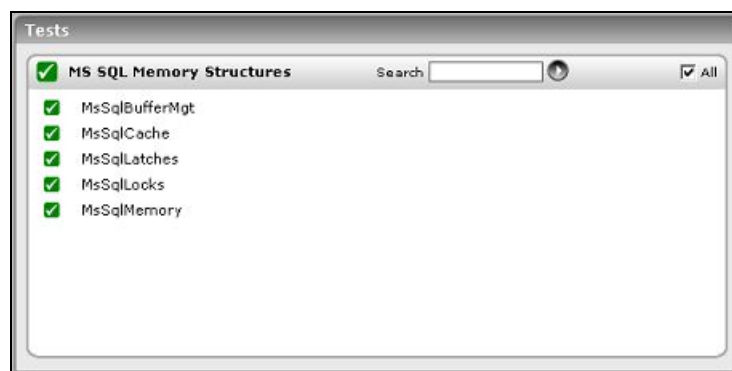 Tests
MS SQL Memory Structures Search All
MsSqlBufferMgt
MsSqlCache
MsSqlLatches
MsSqlLocks
MsSqlMemory